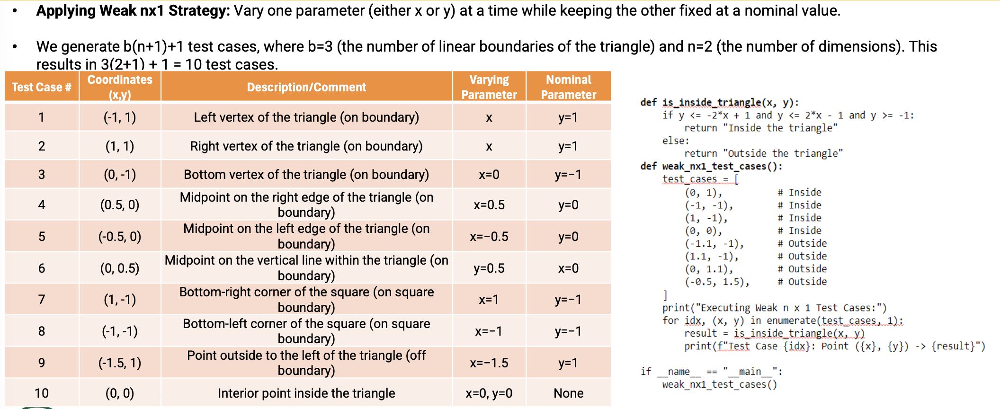 • Applying Weak nx1 Strategy: Vary one parameter (either x or y) at a time while keeping the other fixed at a nominal value.
• We generate b(n+1)+1 test cases, where b=3 (the number of linear boundaries of the triangle) and n=2 (the number of dimensions). This
results in 3(2+1) + 1 = 10 test cases.
Test Case # Coordinates (x,y) Description/Comment Varying Parameter Nominal Parameter
1 (-1, 1) Left vertex of the triangle (on boundary) x y=1
2 (1, 1) Right vertex of the triangle (on boundary) x y=1
3 (0, -1) Bottom vertex of the triangle (on boundary) x=0 y=−1
4 (0.5, 0) Midpoint on the right edge of the triangle (on boundary) x=0.5 y=0
5 (-0.5, 0) Midpoint on the left edge of the triangle (on boundary) x=−0.5 y=0
6 (0, 0.5) Midpoint on the vertical line within the triangle (on boundary) y=0.5 x=0
7 (1, -1) Bottom-right corner of the square (on square boundary) x=1 y=−1
8 (-1, -1) Bottom-left corner of the square (on square boundary) x=−1 y=−1
9 (-1.5, 1) Point outside to the left of the triangle (off boundary) x=−1.5 y=1
10 (0, 0) Interior point inside the triangle x=0, y=0 None
def is_inside_triangle(x, y):
    if y <= -2*x + 1 and y <= 2*x - 1 and y >= -1:
        return "Inside the triangle"
    else:
        return "Outside the triangle"
def weak_nx1_test_cases():
    test_cases = [
        (0, 1), # Inside
        (-1, -1), # Inside
        (1, -1), # Inside
        (0, 0), # Inside
        (-1.1, -1), # Outside
        (1.1, -1), # Outside
        (0, 1.1), # Outside
        (-0.5, 1.5), # Outside
    ]
    print("Executing Weak n x 1 Test Cases:")
    for idx, (x, y) in enumerate(test_cases, 1):
        result = is_inside_triangle(x, y)
        print(f"Test Case {idx}: Point ({x}, {y}) -> {result}")
if __name__ == "__main__":
    weak_nx1_test_cases()